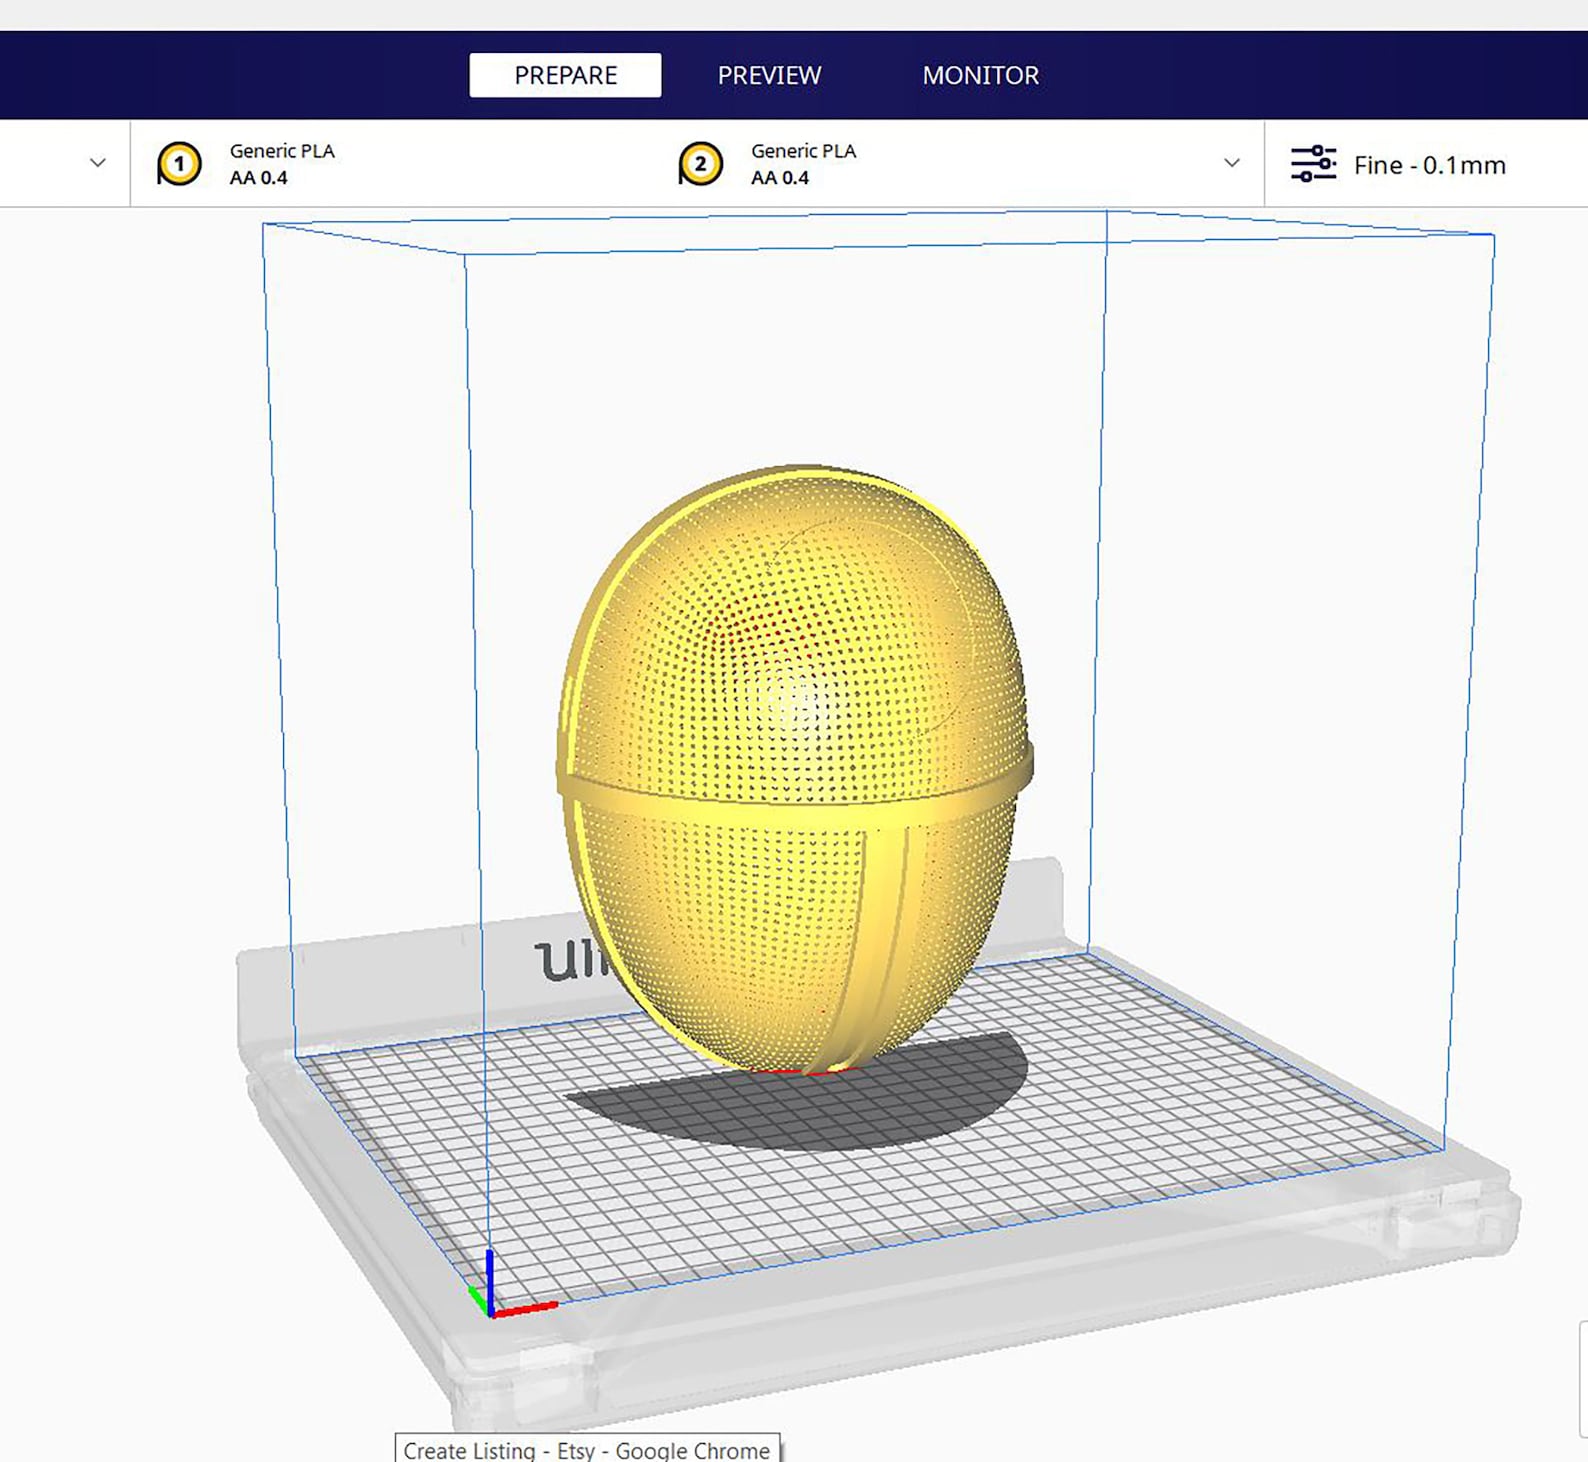 PREPARE
PREVIEW
MONITOR
1
Generic PLA
AA 0.4
2
Generic PLA
AA 0.4
Fine - 0.1mm
Create Listing - Etsy - Google Chrome